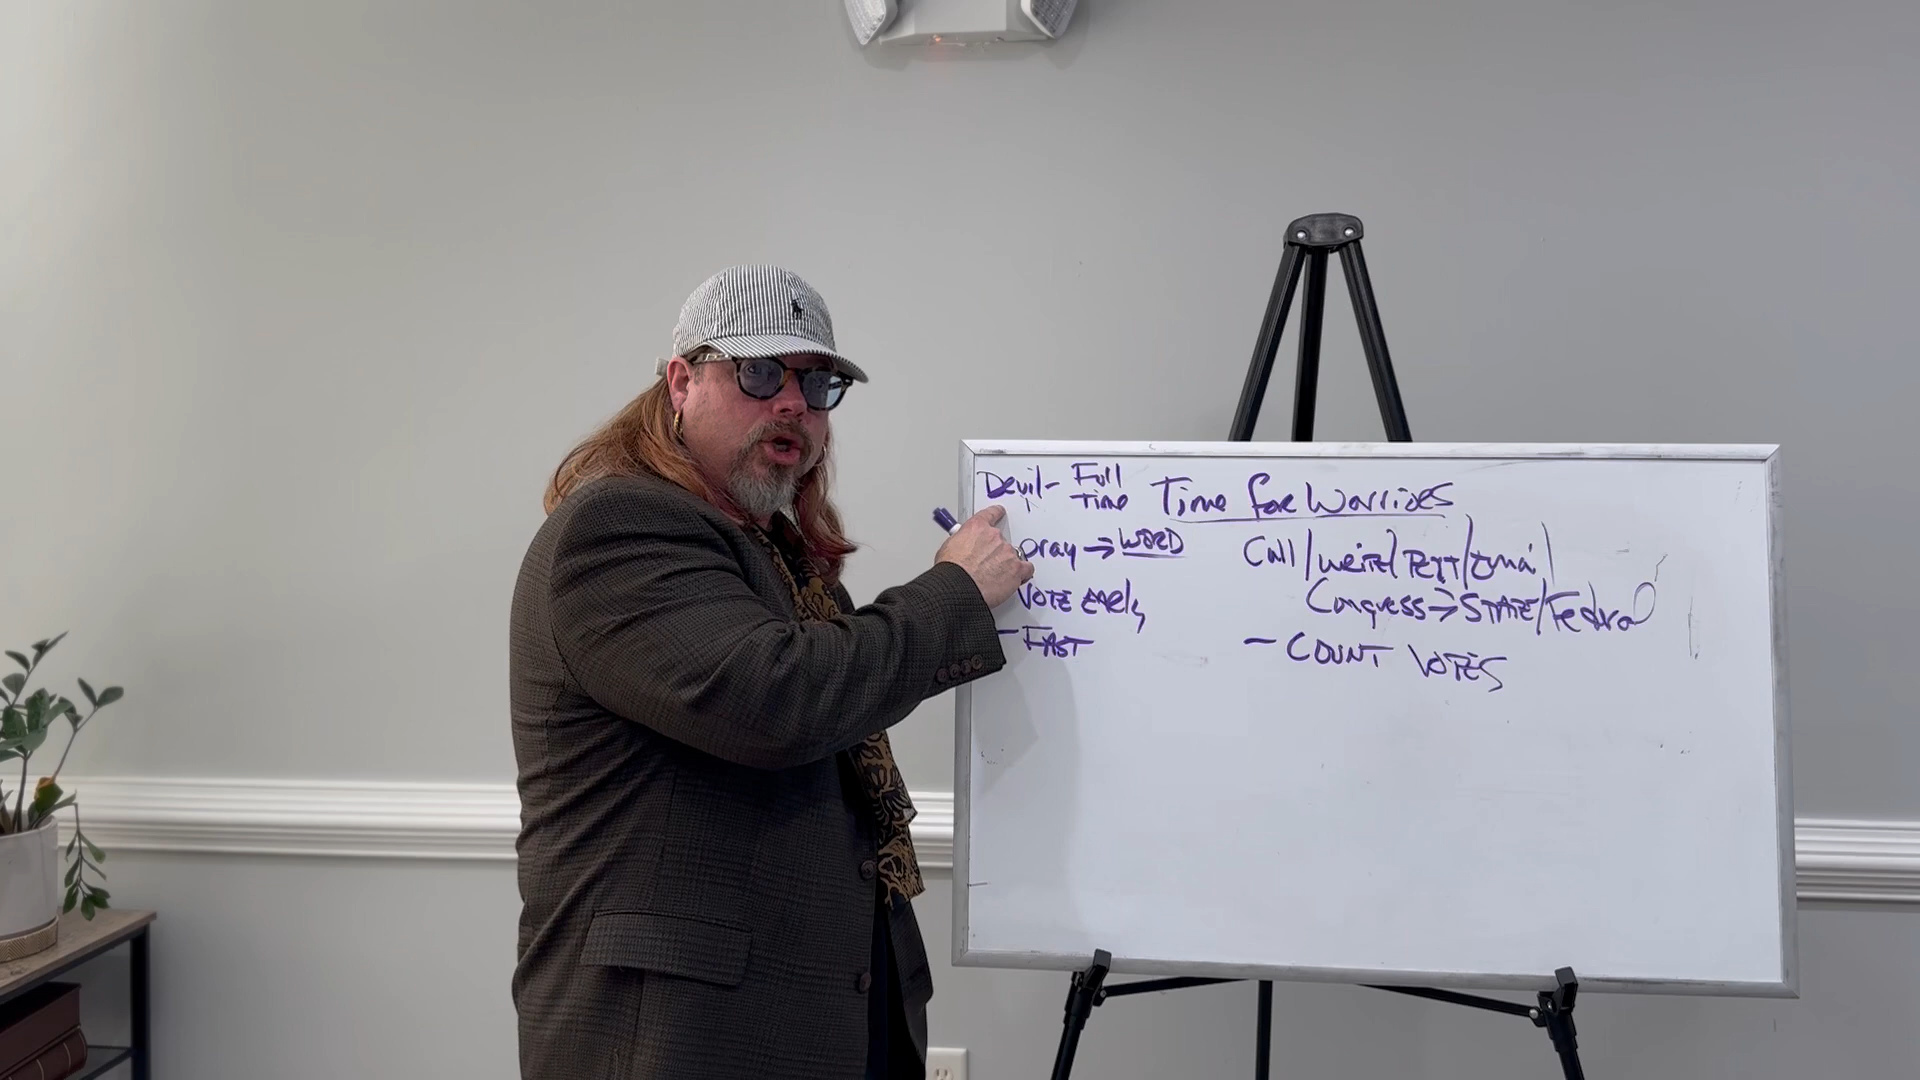 Devil- Full Time
Time for Warriors
pray → WORD
VOTE EARly
- FAST
Call/write/Text/Email
Congress → STATE/Federal
- COUNT VOTES